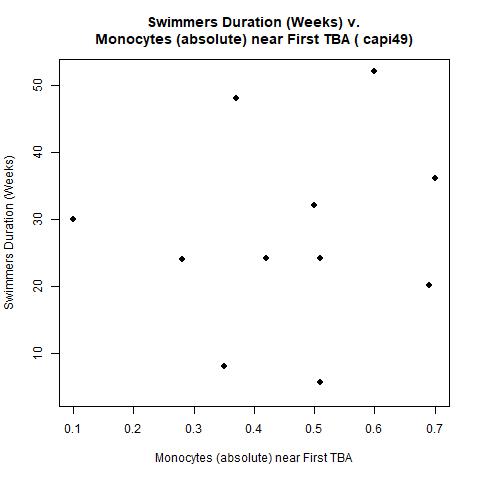 Swimmers Duration (Weeks) v.
Monocytes (absolute) near First TBA ( capi49)
Swimmers Duration (Weeks)
50
40
30
20
10
0.1 0.2 0.3 0.4 0.5 0.6 0.7
Monocytes (absolute) near First TBA